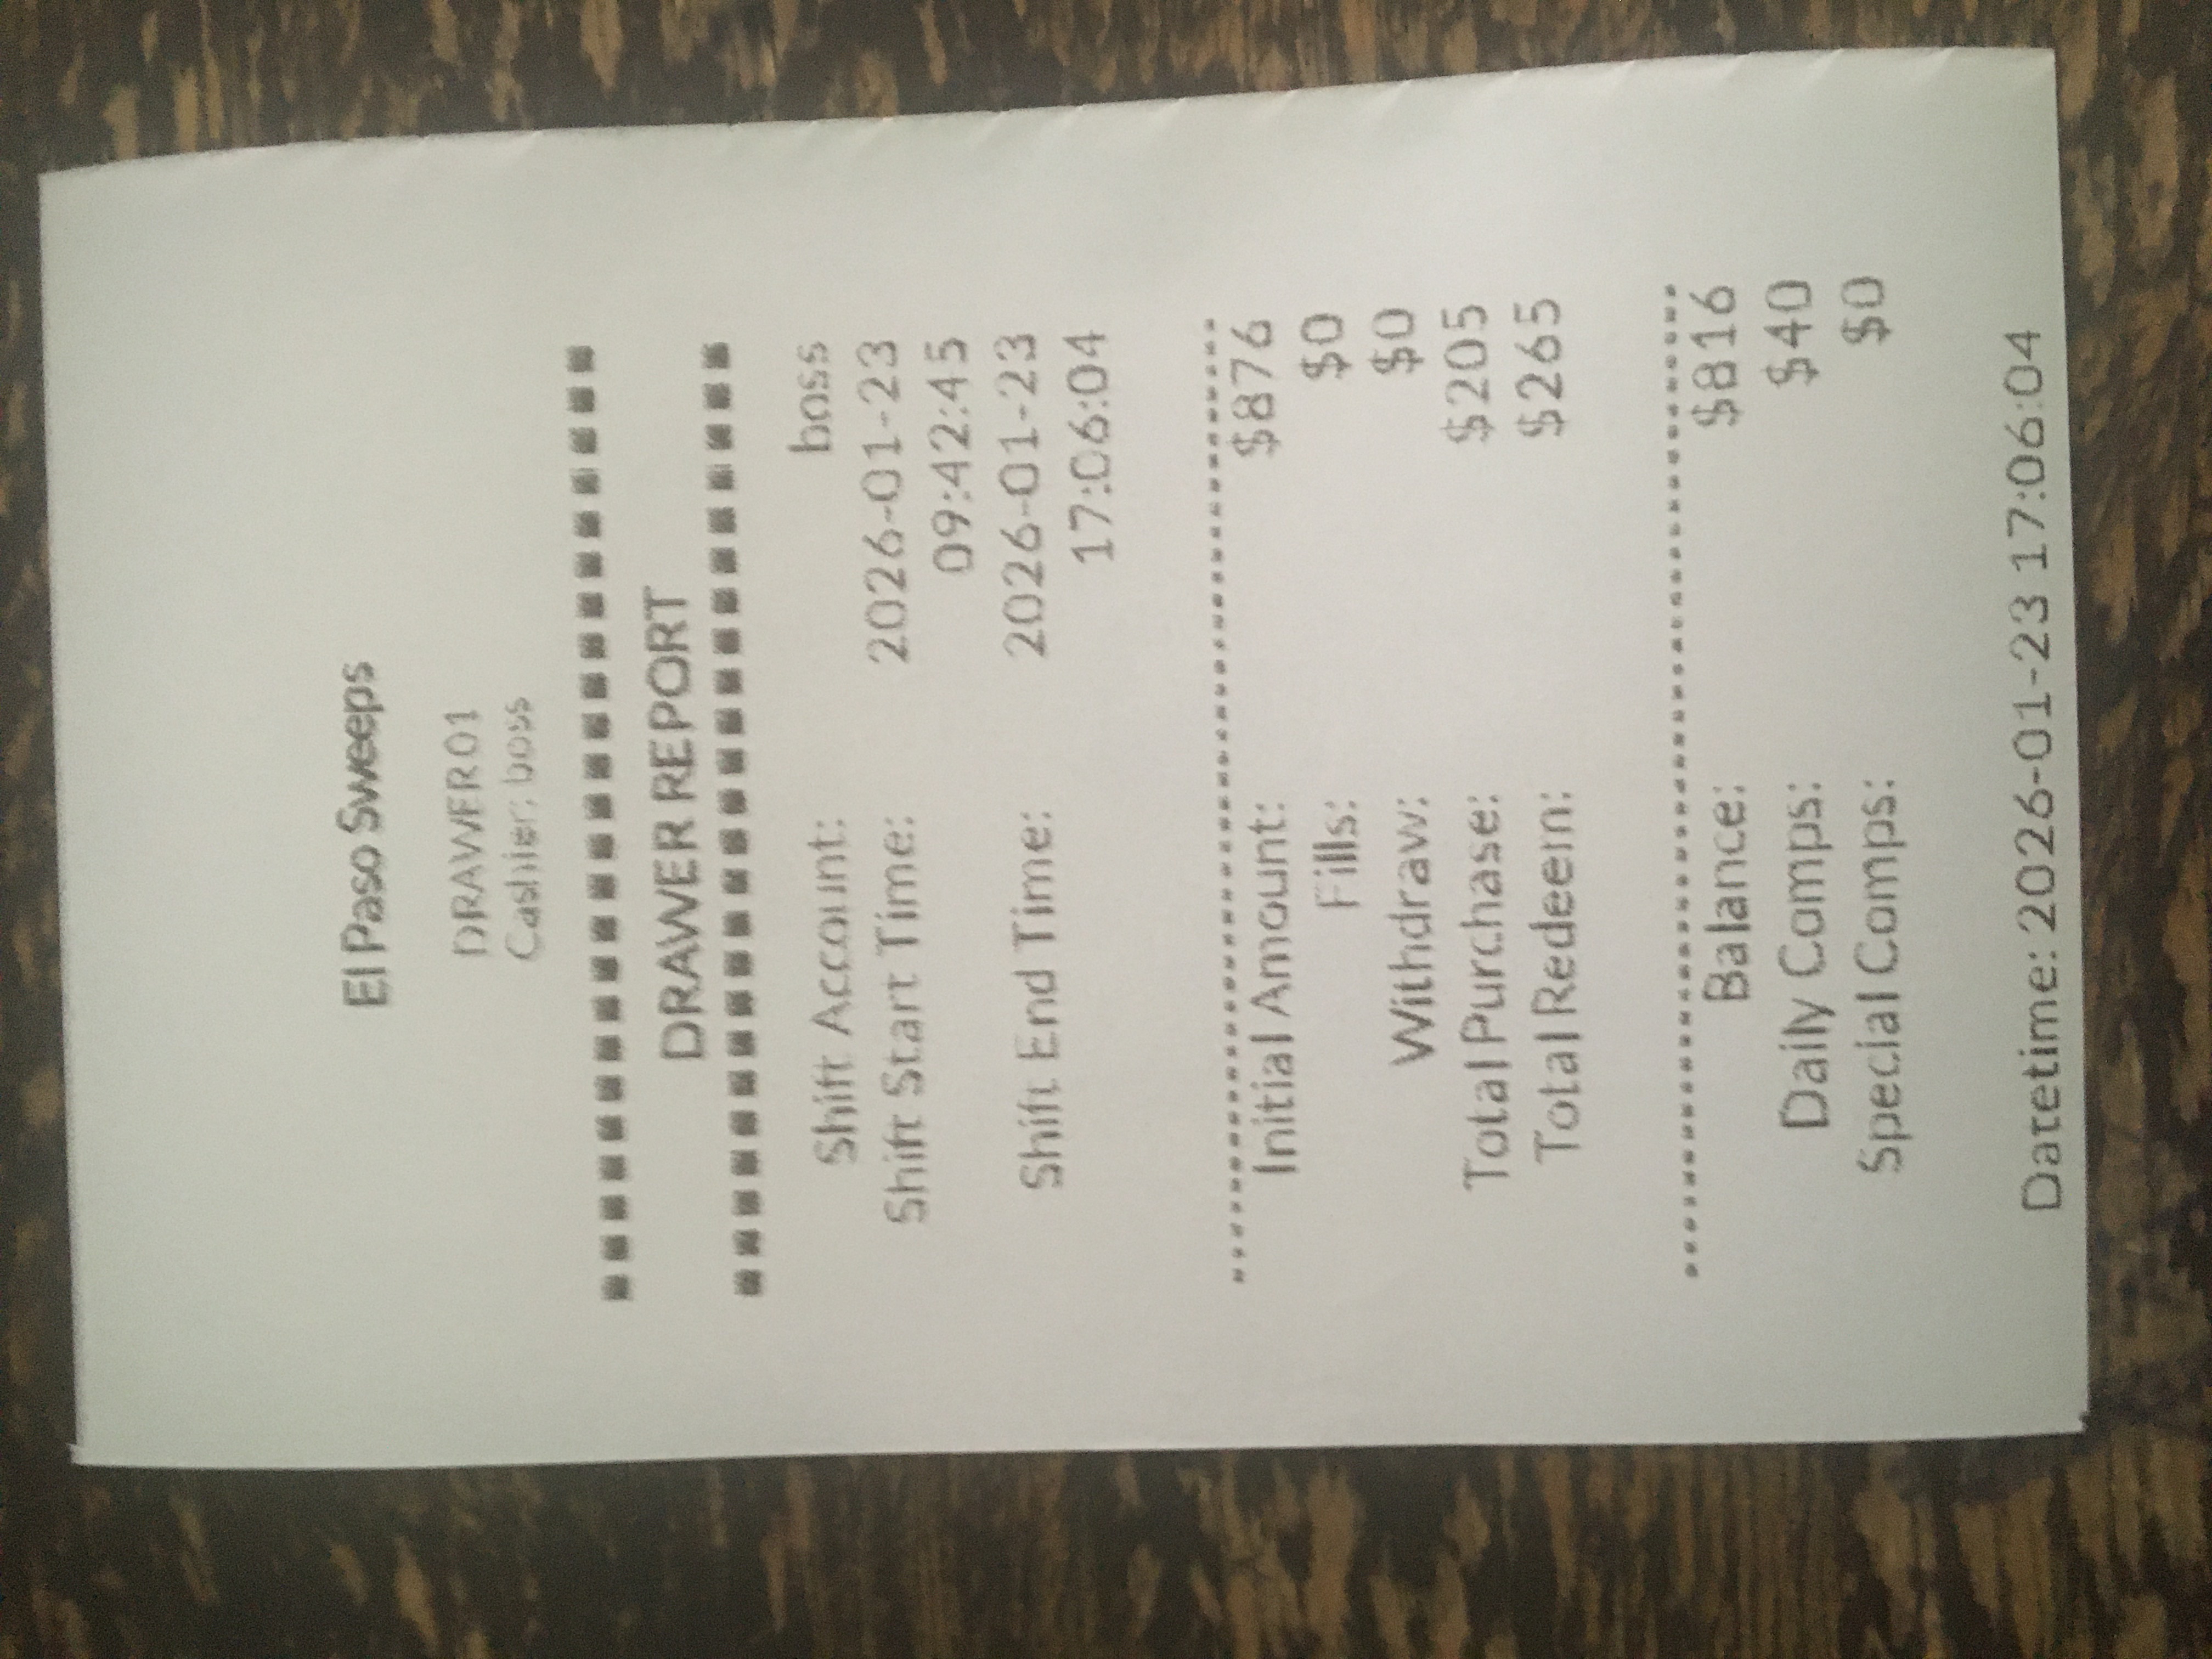 El Paso Sweeps
DRAWER01
Cashier: boss
DRAWER REPORT
Shift Account: boss
Shift Start Time: 2026-01-23
09:42:45
Shift End Time: 2026-01-23
17:06:04
Initial Amount: $876
Fills: $0
Withdraw: $0
Total Purchase: $205
Total Redeem: $265
Balance: $816
Daily Comps: $40
Special Comps: $0
Datetime: 2026-01-23 17:06:04